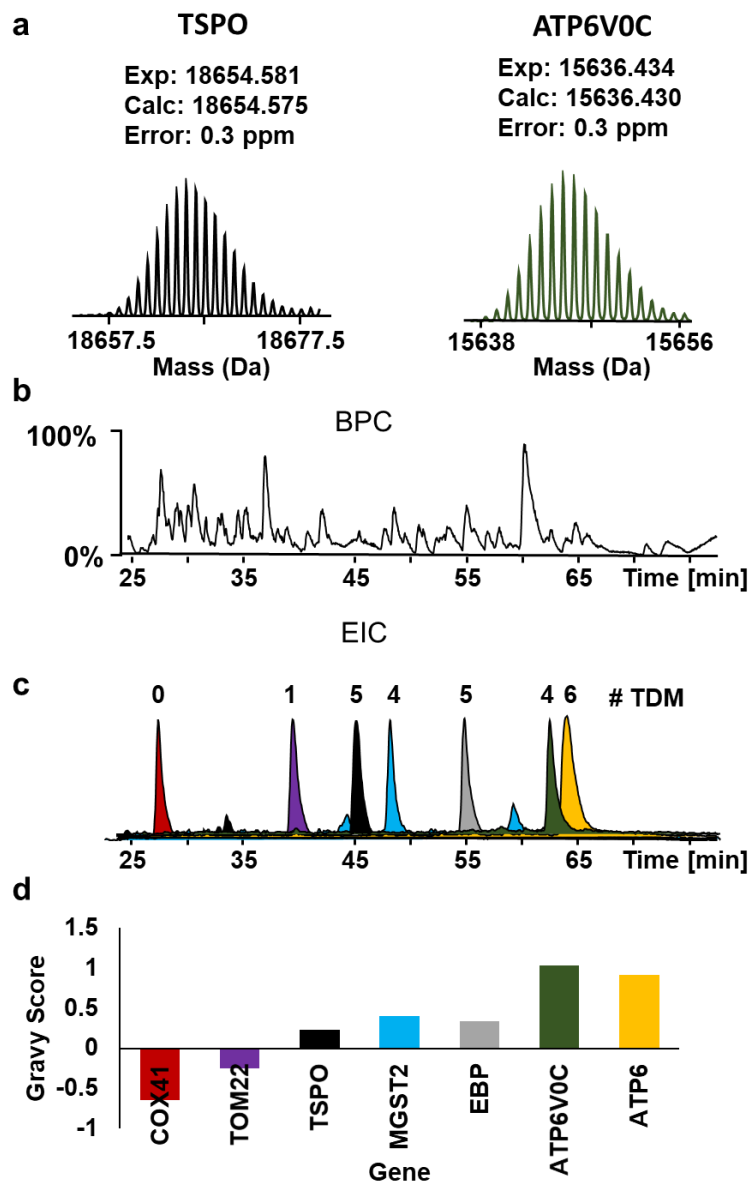 a
TSPO
ATP6V0C
Exp: 18654.581
Calc: 18654.575
Error: 0.3 ppm
Exp: 15636.434
Calc: 15636.430
Error: 0.3 ppm
18657.5 18677.5
Mass (Da)
15638 15656
Mass (Da)
b
BPC
100%
0%
25 35 45 55 65 Time [min]
EIC
c
0 1 5 4 5 4 6 # TDM
25 35 45 55 65 Time [min]
d
Gravy Score
1.5
1
0.5
0
-0.5
-1
COX41
TOM22
TSPO
MGST2
EBP
ATP6V0C
ATP6
Gene